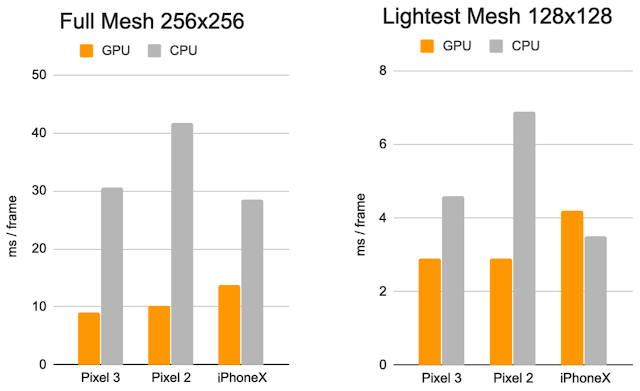 Full Mesh 256x256
GPU CPU
50
40
30
20
10
0
ms / frame
Pixel 3 Pixel 2 iPhoneX
Lightest Mesh 128x128
GPU CPU
8
6
4
2
0
ms / frame
Pixel 3 Pixel 2 iPhoneX